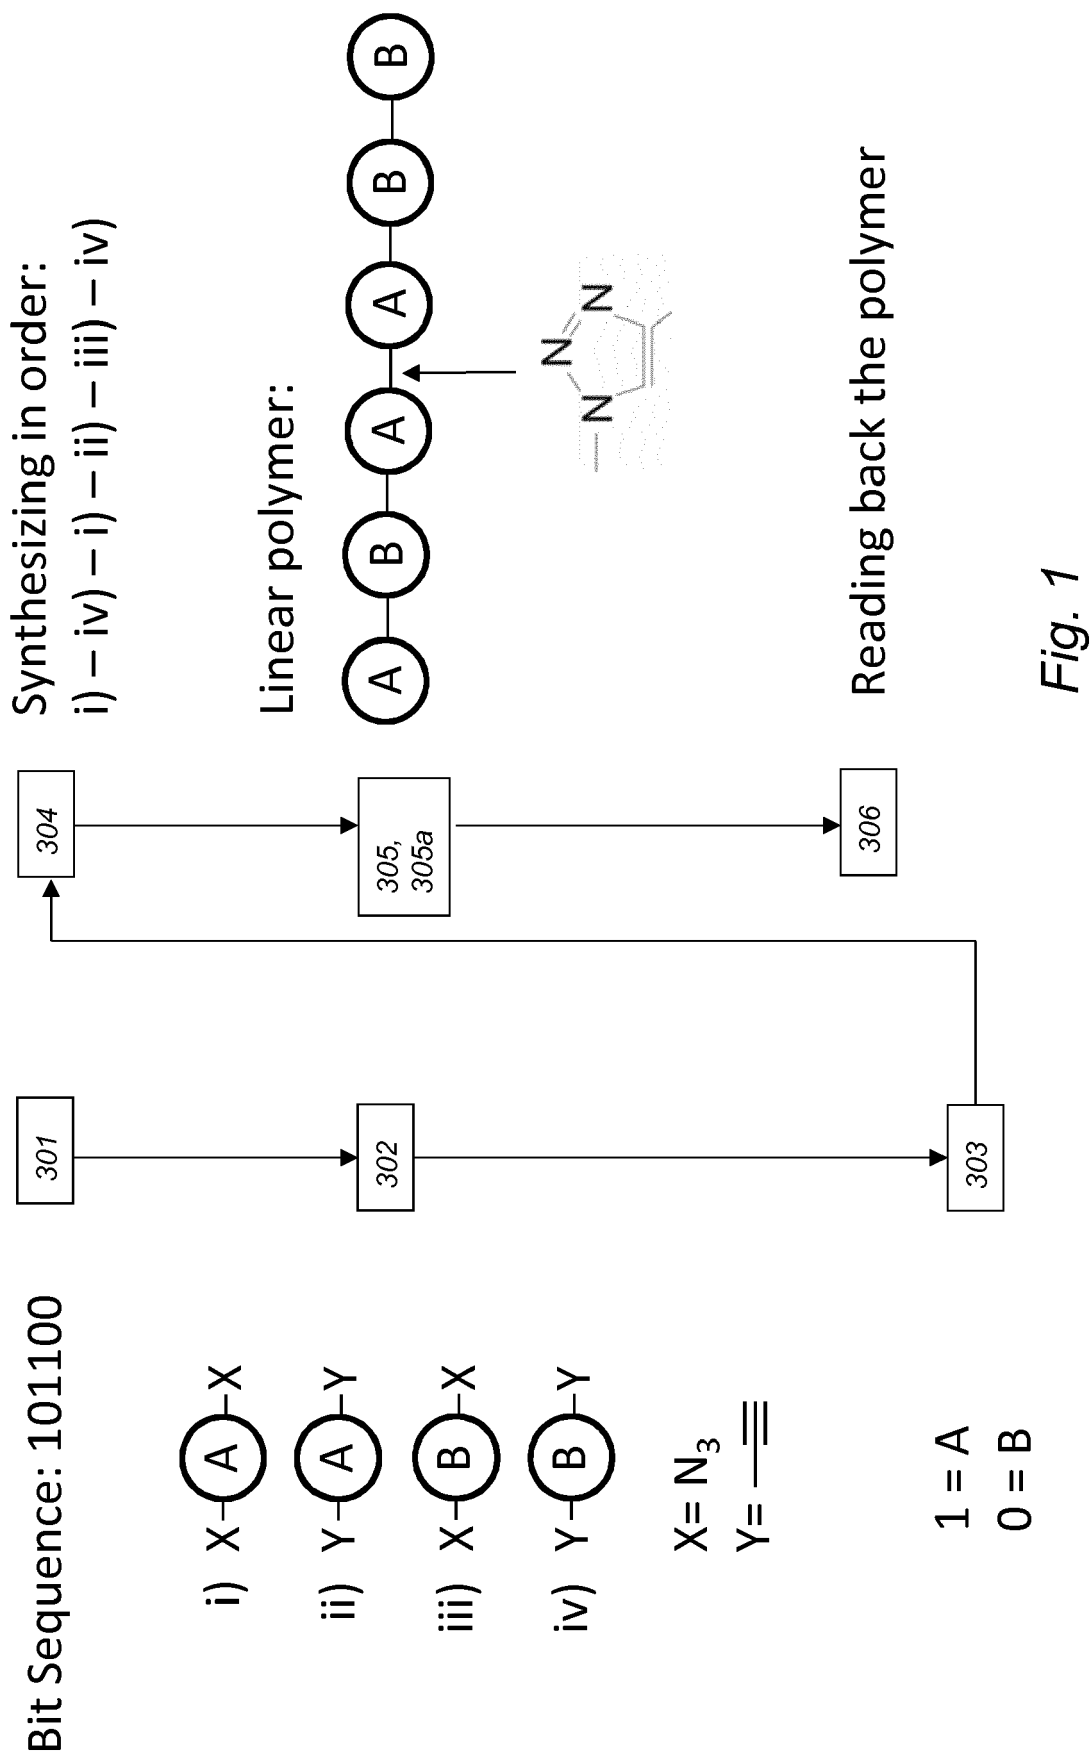 Bit Sequence: 101100
i) X A X
ii) Y A Y
iii) X B X
iv) Y B Y
X= N3
Y=
1 = A
0 = B
301
302
303
304
305,
305a
306
Synthesizing in order:
i) – iv) – i) – ii) – iii) – iv)
Linear polymer:
A B A A B B
N N N
Reading back the polymer
Fig. 1